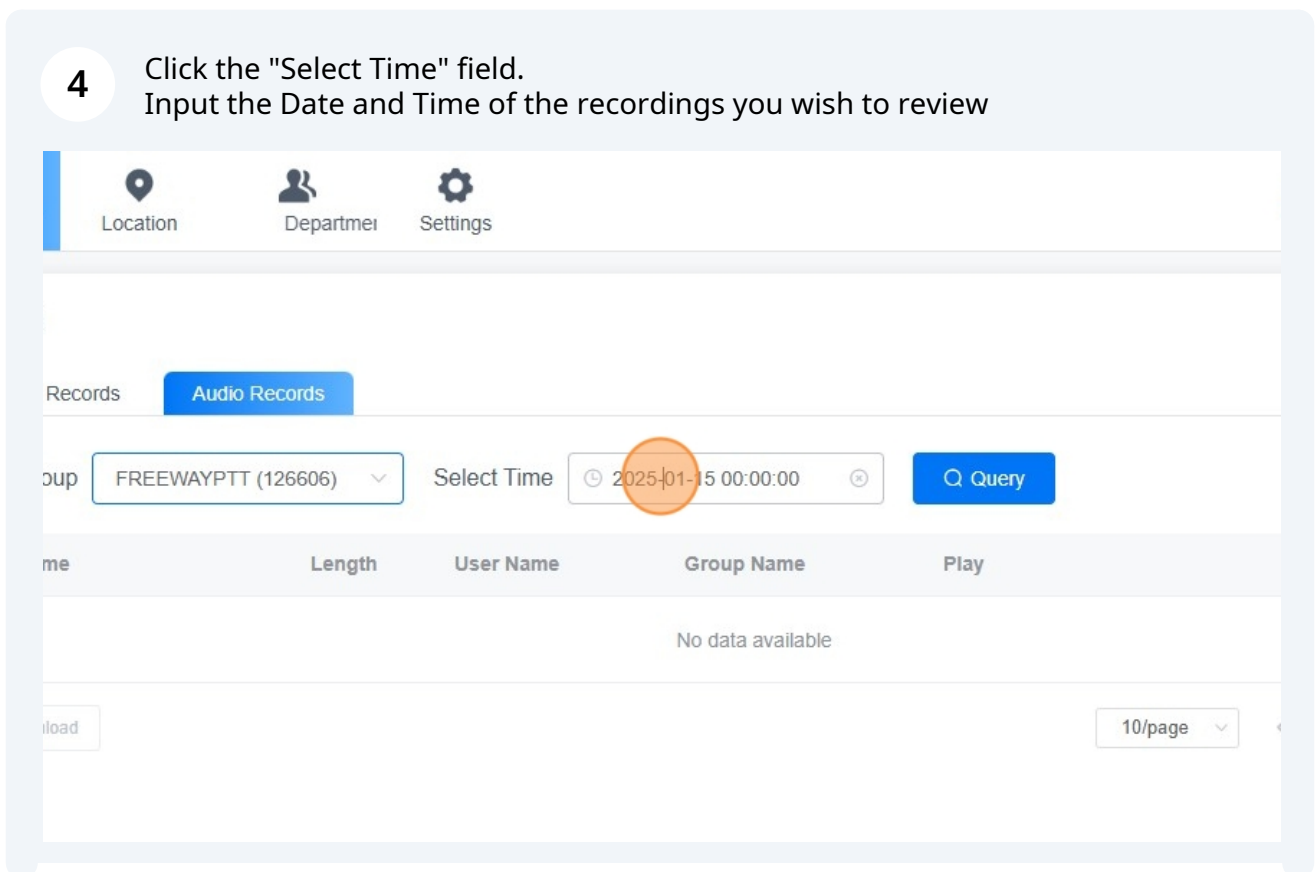 4
Click the "Select Time" field.
Input the Date and Time of the recordings you wish to review
Location Departmer Settings
Records Audio Records
oup FREEWAYPTT (126606) Select Time 2025-01-15 00:00:00 Query
me Length User Name Group Name Play
No data available
load 10/page